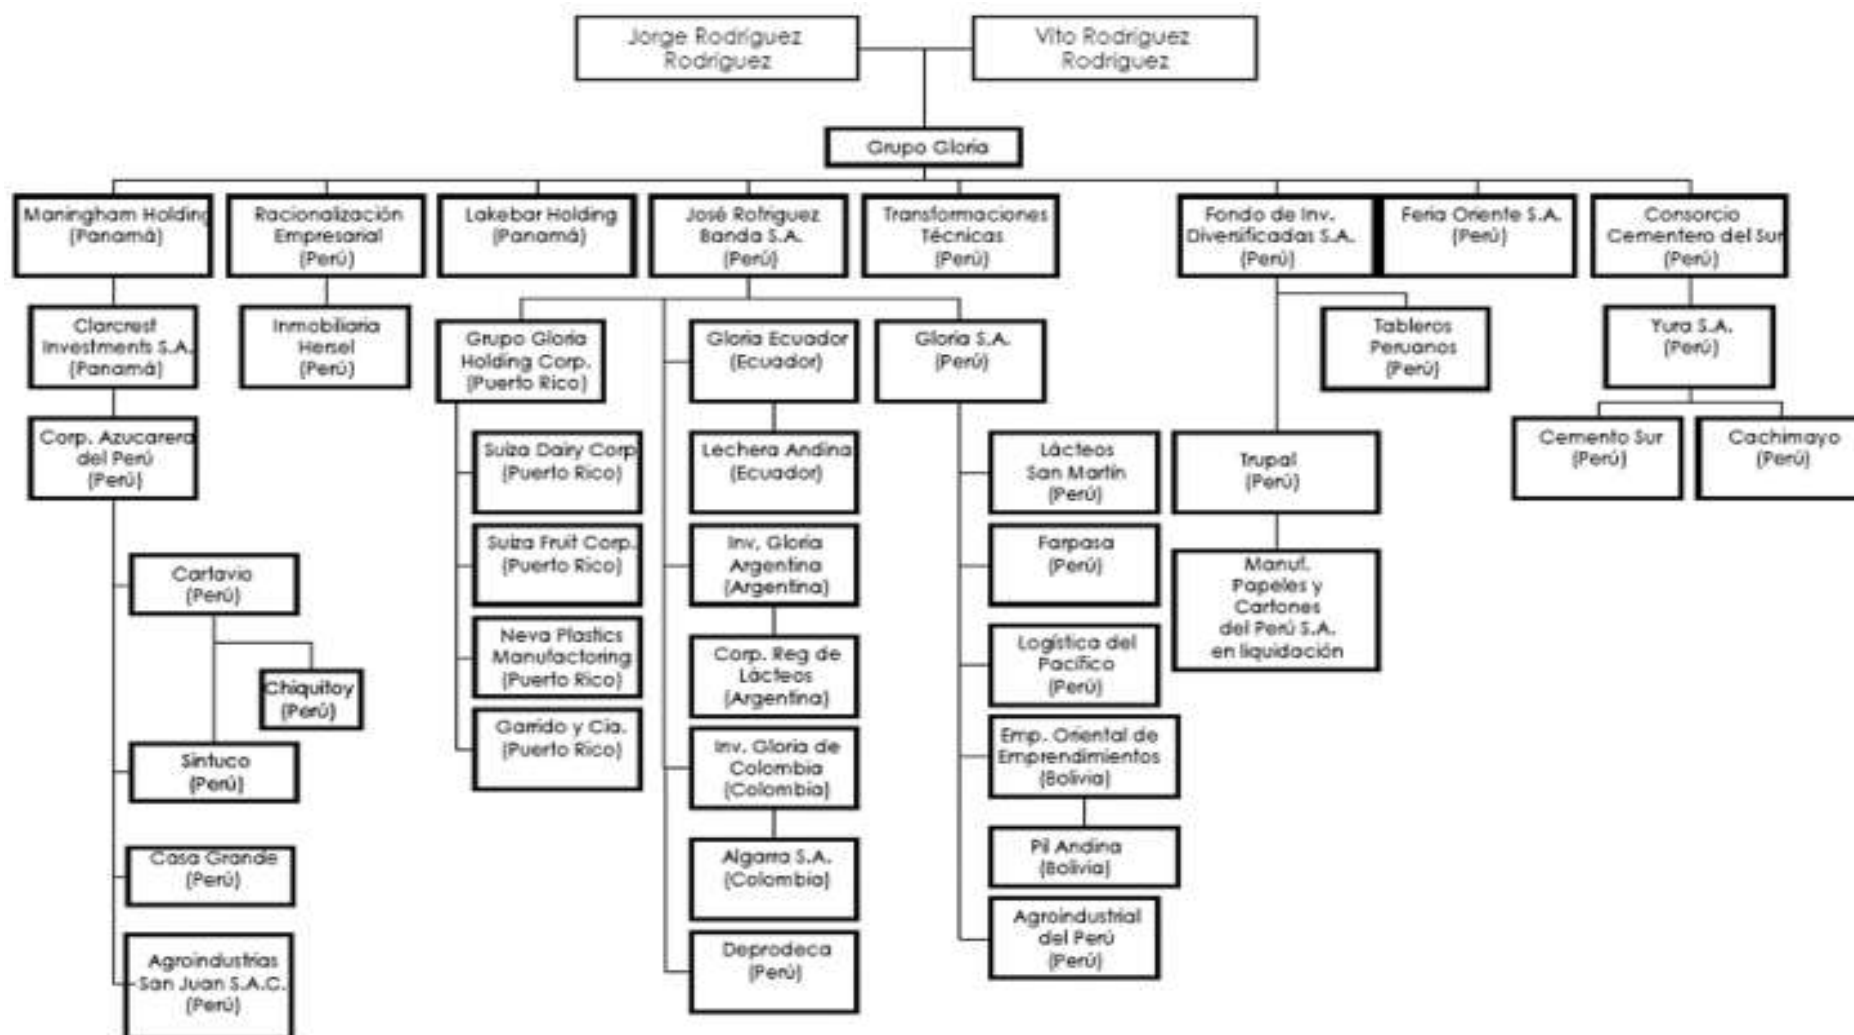 Jorge Rodríguez
Rodríguez
Vito Rodríguez
Rodríguez
Grupo Gloria
Maningham Holding
(Panamá)
Racionalización
Empresarial
(Perú)
Lakebar Holding
(Panamá)
José Rofriguez
Banda S.A.
(Perú)
Transformaciones
Técnicas
(Perú)
Fondo de Inv.
Diversificadas S.A.
(Perú)
Feria Oriente S.A.
(Perú)
Consorcio
Cementero del Sur
(Perú)
Clarcrest
Investments S.A.
(Panamá)
Inmobiliaria
Hersel
(Perú)
Grupo Gloria
Holding Corp.
(Puerto Rico)
Gloria Ecuador
(Ecuador)
Gloria S.A.
(Perú)
Tableros
Peruanos
(Perú)
Yura S.A.
(Perú)
Corp. Azucarera
del Perú
(Perú)
Suiza Dairy Corp
(Puerto Rico)
Lechera Andina
(Ecuador)
Lácteos
San Martín
(Perú)
Trupal
(Perú)
Cemento Sur
(Perú)
Cachimayo
(Perú)
Cartavio
(Perú)
Suiza Fruit Corp.
(Puerto Rico)
Inv, Gloria
Argentina
(Argentina)
Farpasa
(Perú)
Manuf.
Papeles y
Cartones
del Perú S.A.
en liquidación
Chiquitoy
(Perú)
Neva Plastics
Manufactoring
(Puerto Rico)
Corp. Reg de
Lácteos
(Argentina)
Logística del
Pacífico
(Perú)
Sintuco
(Perú)
Garrido y Cia.
(Puerto Rico)
Inv. Gloria de
Colombia
(Colombia)
Emp. Oriental de
Emprendimientos
(Bolivia)
Casa Grande
(Perú)
Algarra S.A.
(Colombia)
Pil Andina
(Bolivia)
Agroindustrias
San Juan S.A.C.
(Perú)
Deprodeca
(Perú)
Agroindustrial
del Perú
(Perú)